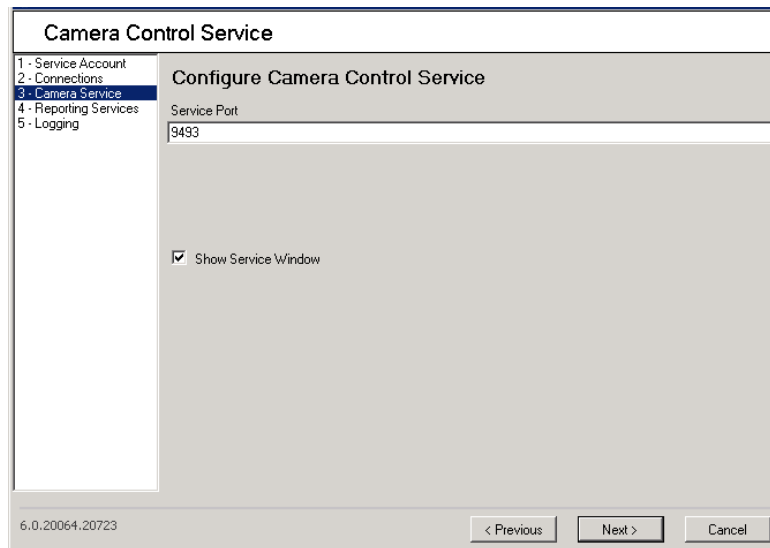 Camera Control Service
1 - Service Account
2 - Connections
3 - Camera Service
4 - Reporting Services
5 - Logging
Configure Camera Control Service
Service Port
9493
Show Service Window
6.0.20064.20723
< Previous
Next >
Cancel